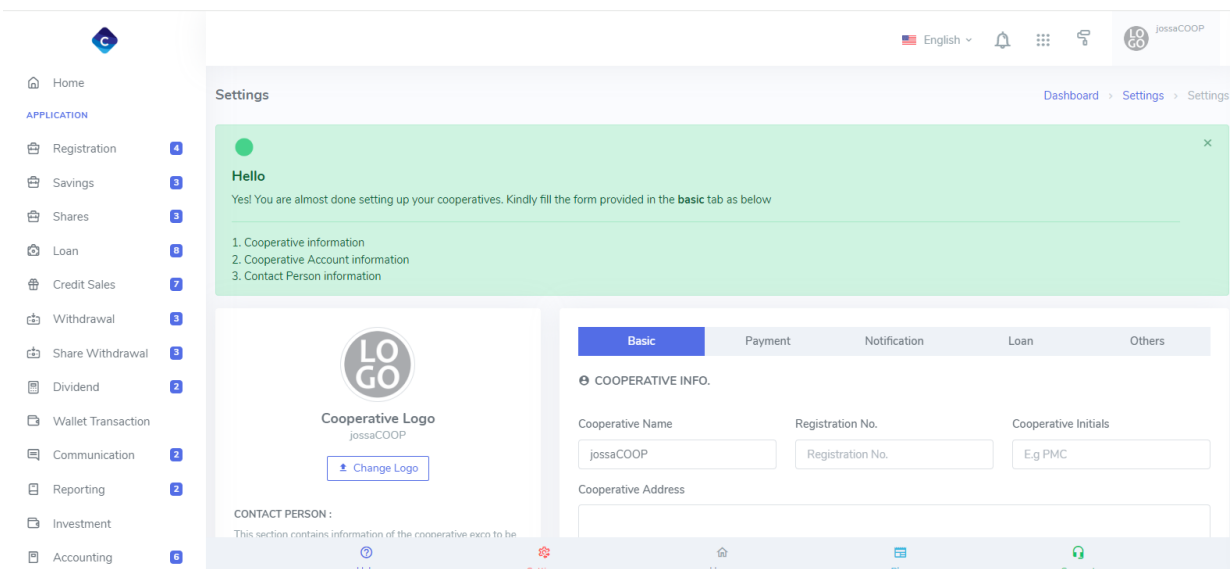 C
English
LO
GO
jossaCOOP
Home
APPLICATION
Registration 4
Savings 3
Shares 3
Loan 8
Credit Sales 7
Withdrawal 3
Share Withdrawal 3
Dividend 2
Wallet Transaction
Communication 2
Reporting 2
Investment
Accounting 6
Settings
Dashboard > Settings > Settings
Hello
Yes! You are almost done setting up your cooperatives. Kindly fill the form provided in the basic tab as below
1. Cooperative information
2. Cooperative Account information
3. Contact Person information
LO
GO
Cooperative Logo
jossaCOOP
Change Logo
CONTACT PERSON :
This section contains information of the cooperative exco to be
Basic Payment Notification Loan Others
COOPERATIVE INFO.
Cooperative Name Registration No. Cooperative Initials
jossaCOOP Registration No. E.g PMC
Cooperative Address